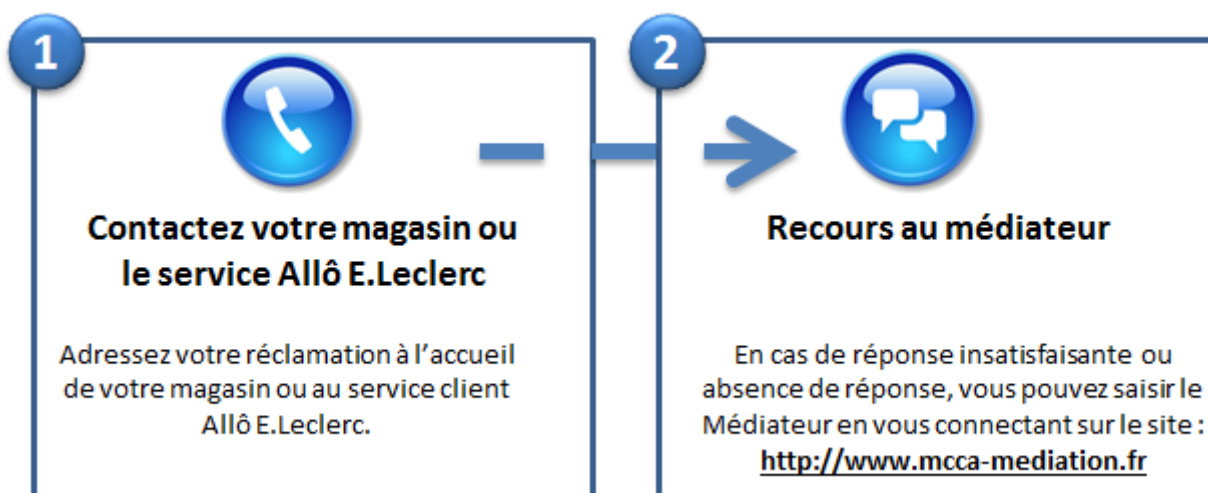 1
Contactez votre magasin ou
le service Allô E.Leclerc
Adressez votre réclamation à l'accueil
de votre magasin ou au service client
Allô E.Leclerc.
2
Recours au médiateur
En cas de réponse insatisfaisante ou
absence de réponse, vous pouvez saisir le
Médiateur en vous connectant sur le site :
http://www.mcca-mediation.fr